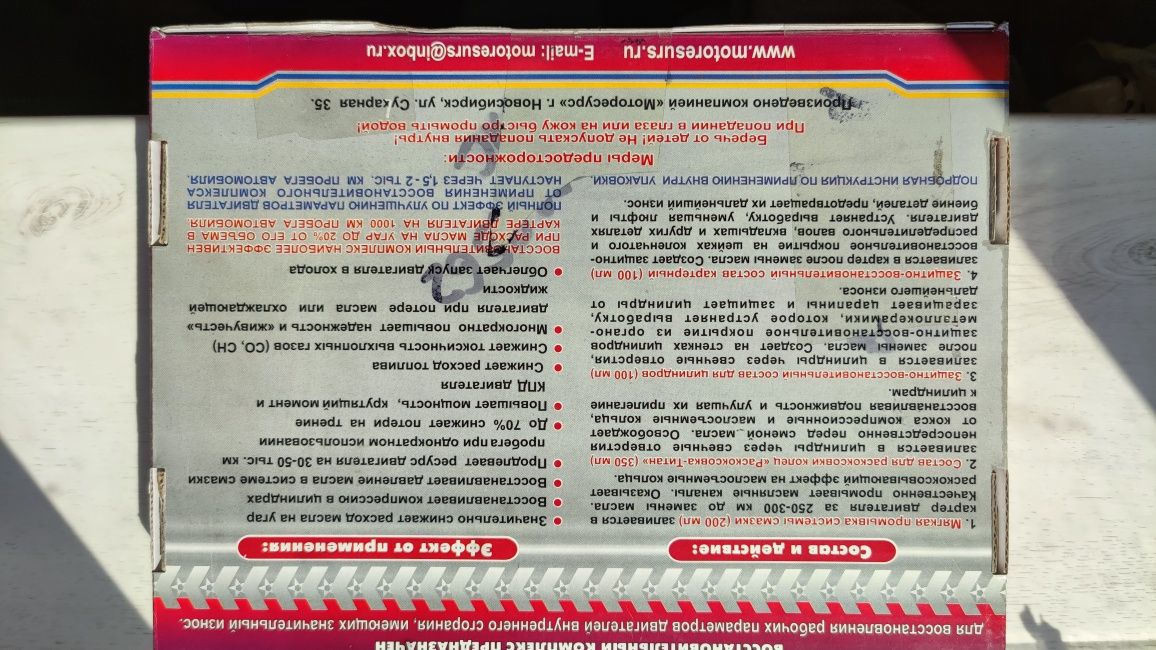 ВОССТАНОВИТЕЛЬНЫЙ КОМПЛЕКС ПРЕДНАЗНАЧЕН
для восстановления рабочих параметров двигателей внутреннего сгорания, имеющих значительный износ.
Состав и действие:
1. Мягкая промывка системы смазки (200 мл) заливается в
картер двигателя за 250-300 км до замены масла.
Качественно промывает масляные каналы. Оказывает
раскоксовывающий эффект на маслосъемные кольца.
2. Состав для раскоксовки колец «Раскоксовка-Титан» (350 мл)
заливается в цилиндры через свечные отверстия
непосредственно перед сменой масла. Освобождает
от кокса компрессионные и маслосъемные кольца,
восстанавливая подвижность и улучшая их прилегание
к цилиндрам.
3. Защитно-восстановительный состав для цилиндров (100 мл)
заливается в цилиндры через свечные отверстия,
после замены масла. Создает на стенках цилиндров
защитно-восстановительное покрытие из органо-
металлокерамики, которое устраняет выработку,
заращивает царапины и защищает цилиндры от
дальнейшего износа.
4. Защитно-восстановительный состав картерный (100 мл)
заливается в картер после замены масла. Создает защитно-
восстановительное покрытие на шейках коленчатого и
распределительного валов, вкладышах и других деталях
двигателя. Устраняет выработку, уменьшая люфты и
биение деталей, предотвращает их дальнейший износ.
ПОДРОБНАЯ ИНСТРУКЦИЯ ПО ПРИМЕНЕНИЮ ВНУТРИ УПАКОВКИ.
Эффект от применения:
• Значительно снижает расход масла на угар
• Восстанавливает компрессию в цилиндрах
• Восстанавливает давление масла в системе смазки
• Продлевает ресурс двигателя на 30-50 тыс. км
пробега при однократном использовании
• До 70% снижает потери на трение
• Повышает мощность, крутящий момент и
КПД двигателя
• Снижает расход топлива
• Снижает токсичность выхлопных газов (CO, CH)
• Многократно повышает надежность и «живучесть»
двигателя при потере масла или охлаждающей
жидкости
• Облегчает запуск двигателя в холода
ВОССТАНОВИТЕЛЬНЫЙ КОМПЛЕКС НАИБОЛЕЕ ЭФФЕКТИВЕН
ПРИ РАСХОДЕ МАСЛА НА УГАР ДО 20% ОТ ЕГО ОБЪЕМА В
КАРТЕРЕ ДВИГАТЕЛЯ НА 1000 КМ ПРОБЕГА АВТОМОБИЛЯ.
ПОЛНЫЙ ЭФФЕКТ ПО УЛУЧШЕНИЮ ПАРАМЕТРОВ ДВИГАТЕЛЯ
ОТ ПРИМЕНЕНИЯ ВОССТАНОВИТЕЛЬНОГО КОМПЛЕКСА
НАСТУПАЕТ ЧЕРЕЗ 1,5 - 2 ТЫС. КМ ПРОБЕГА АВТОМОБИЛЯ.
Меры предосторожности:
Беречь от детей! Не допускать попадания внутрь!
При попадании в глаза или на кожу быстро промыть водой!
Произведено компанией «Моторесурс» г. Новосибирск, ул. Сухарная 35.
www.motoresurs.ru E-mail: motoresurs@inbox.ru